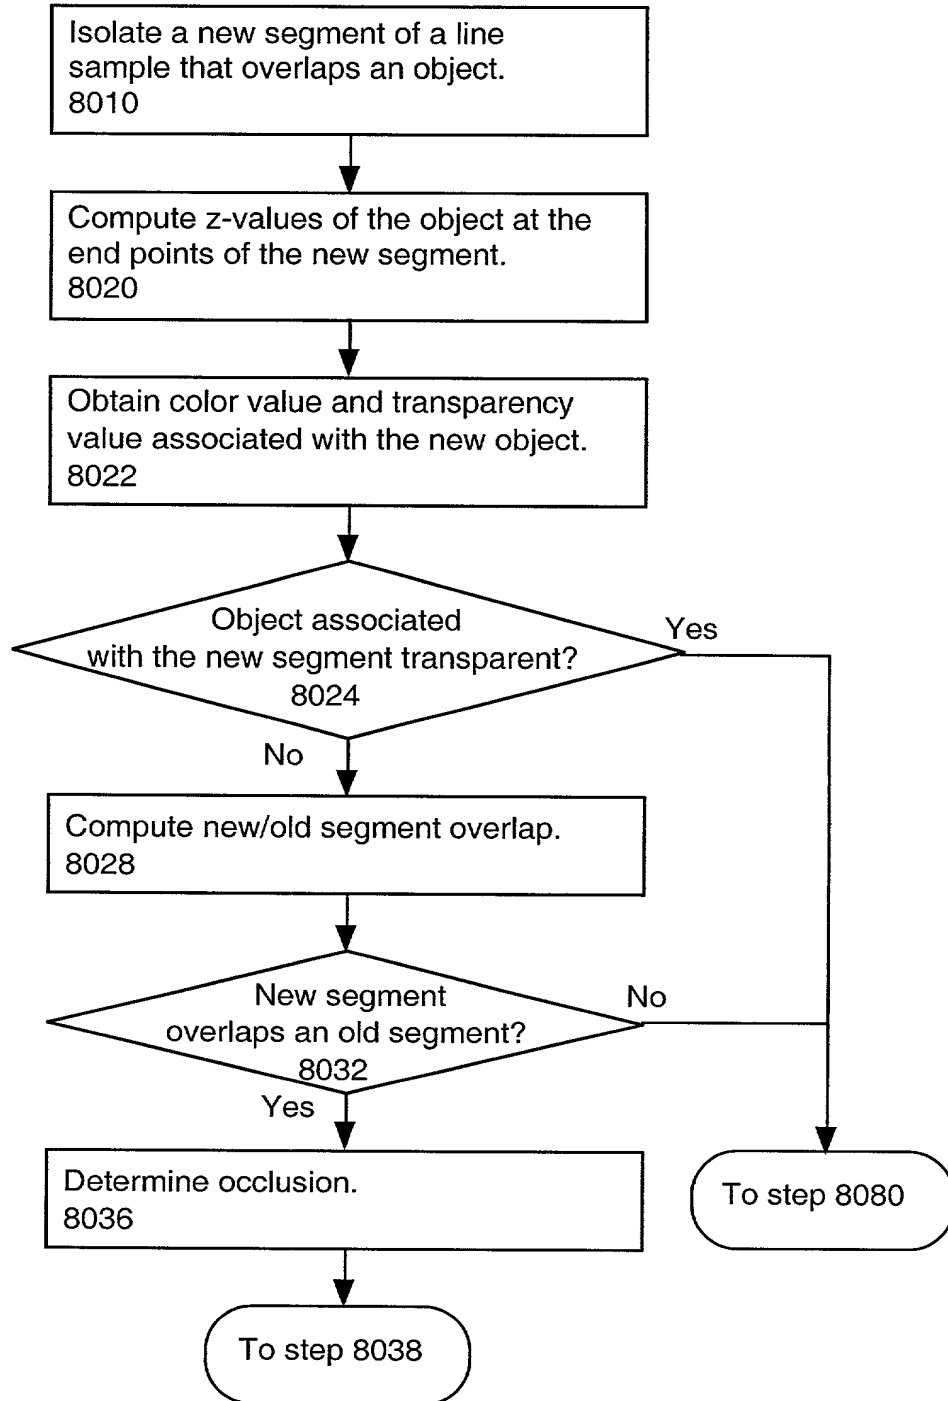 Isolate a new segment of a line
sample that overlaps an object.
8010
Compute z-values of the object at the
end points of the new segment.
8020
Obtain color value and transparency
value associated with the new object.
8022
Object associated
with the new segment transparent?
8024
Yes
No
Compute new/old segment overlap.
8028
New segment
overlaps an old segment?
8032
No
Yes
Determine occlusion.
8036
To step 8080
To step 8038